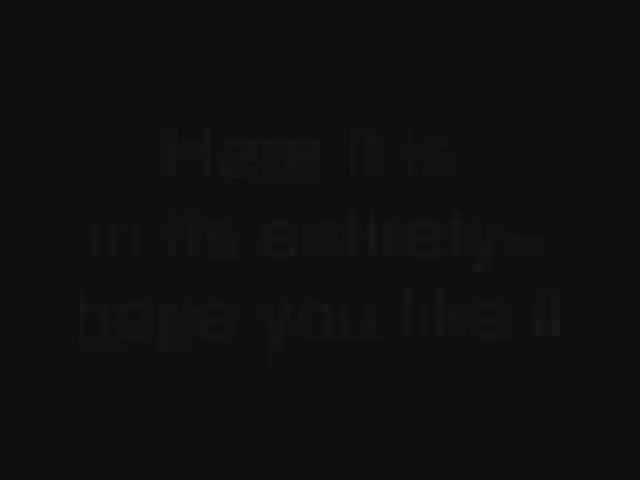 Here it is
in its entirety–
hope you like it